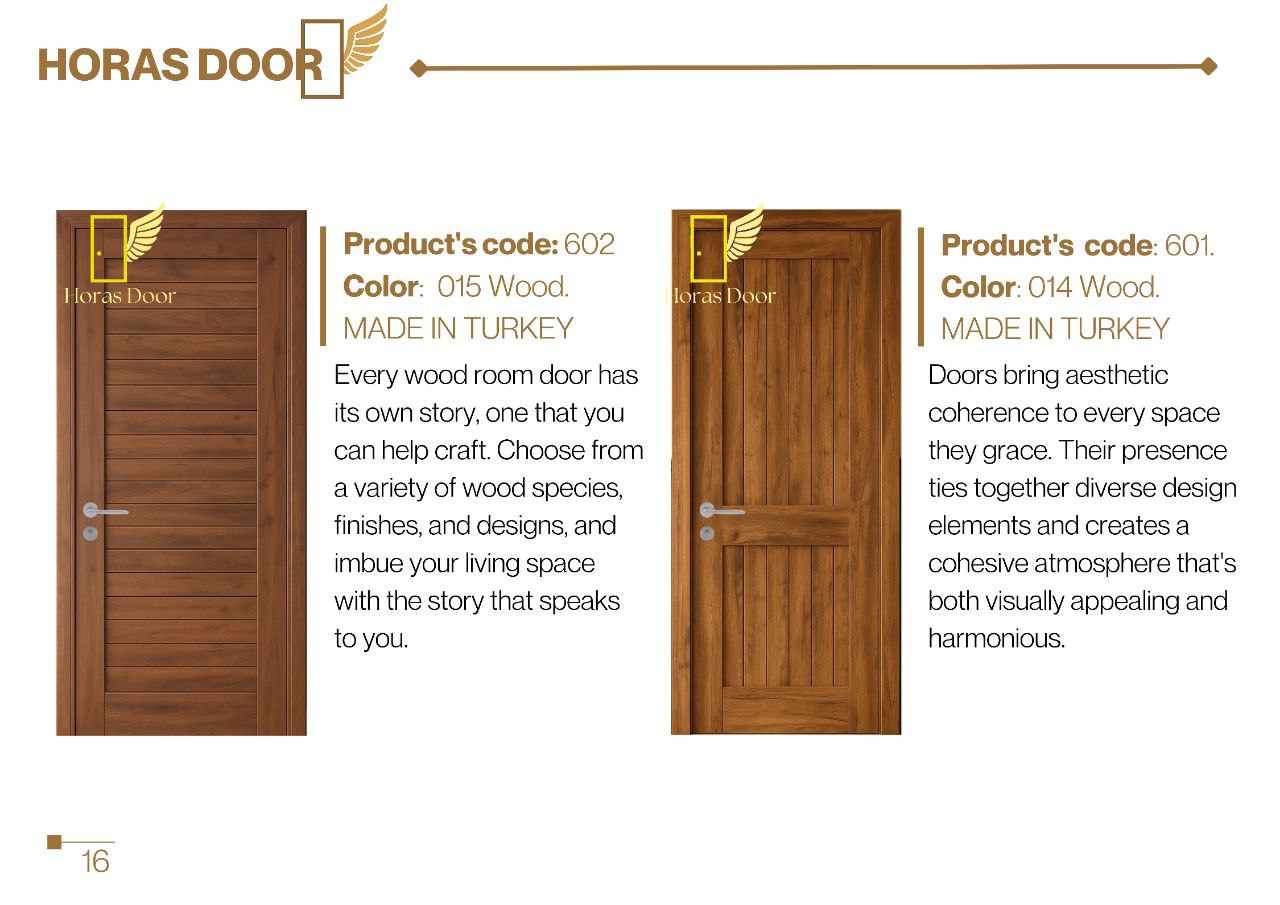 HORAS DOOR
Horas Door
Product's code: 602
Color: 015 Wood.
MADE IN TURKEY
Every wood room door has
its own story, one that you
can help craft. Choose from
a variety of wood species,
finishes, and designs, and
imbue your living space
with the story that speaks
to you.
Horas Door
Product's code: 601.
Color: 014 Wood.
MADE IN TURKEY
Doors bring aesthetic
coherence to every space
they grace. Their presence
ties together diverse design
elements and creates a
cohesive atmosphere that's
both visually appealing and
harmonious.
16